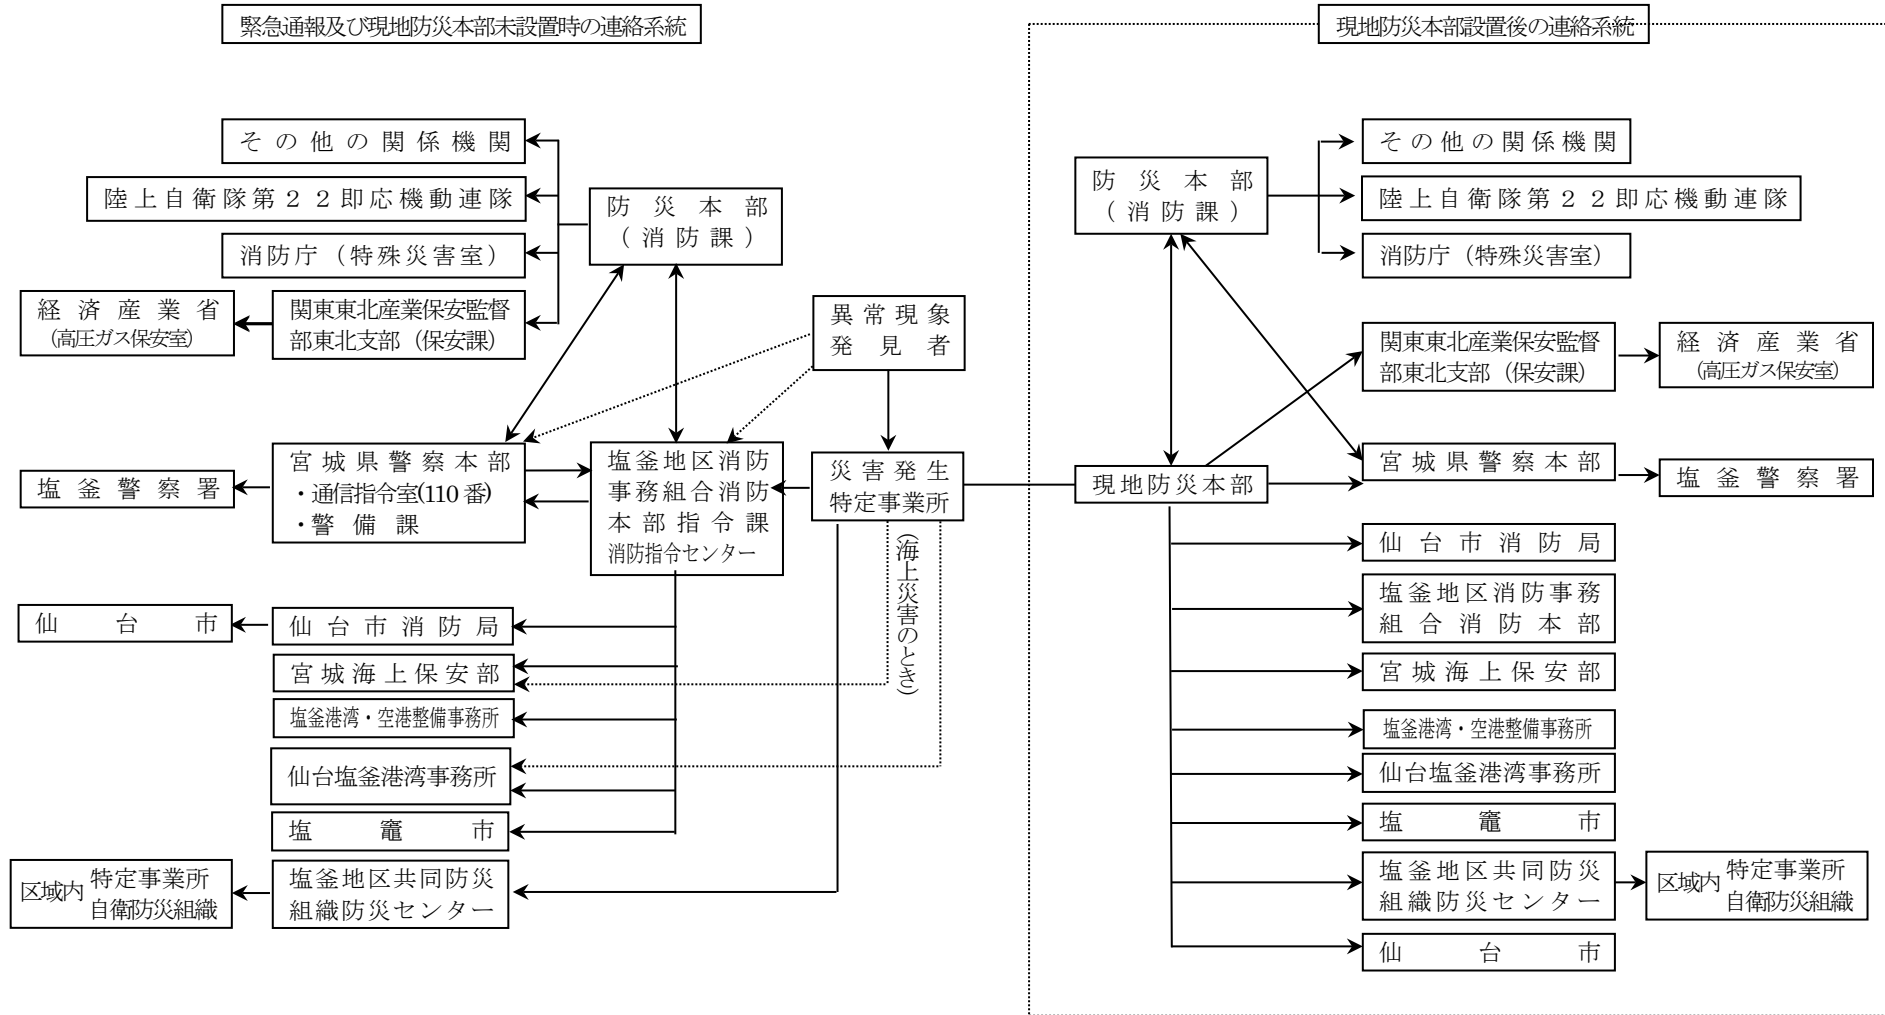 緊急通報及び現地防災本部未設置時の連絡系統
その他の関係機関
陸上自衛隊第２２即応機動連隊
消防庁（特殊災害室）
経済産業省
(高圧ガス保安室)
関東東北産業保安監督
部東北支部（保安課）
防災本部
（消防課）
異常現象
発見者
塩釜警察署
宮城県警察本部
・通信指令室(110番)
・警備課
塩釜地区消防
事務組合消防
本部指令課
消防指令センター
災害発生
特定事業所
(海上災害のとき)
仙台市
仙台市消防局
宮城海上保安部
塩釜港湾・空港整備事務所
仙台塩釜港湾事務所
塩竈市
区域内
特定事業所
自衛防災組織
塩釜地区共同防災
組織防災センター
現地防災本部設置後の連絡系統
防災本部
（消防課）
その他の関係機関
陸上自衛隊第２２即応機動連隊
消防庁（特殊災害室）
関東東北産業保安監督
部東北支部（保安課）
経済産業省
(高圧ガス保安室)
現地防災本部
宮城県警察本部
塩釜警察署
仙台市消防局
塩釜地区消防事務
組合消防本部
宮城海上保安部
塩釜港湾・空港整備事務所
仙台塩釜港湾事務所
塩竈市
塩釜地区共同防災
組織防災センター
区域内
特定事業所
自衛防災組織
仙台市